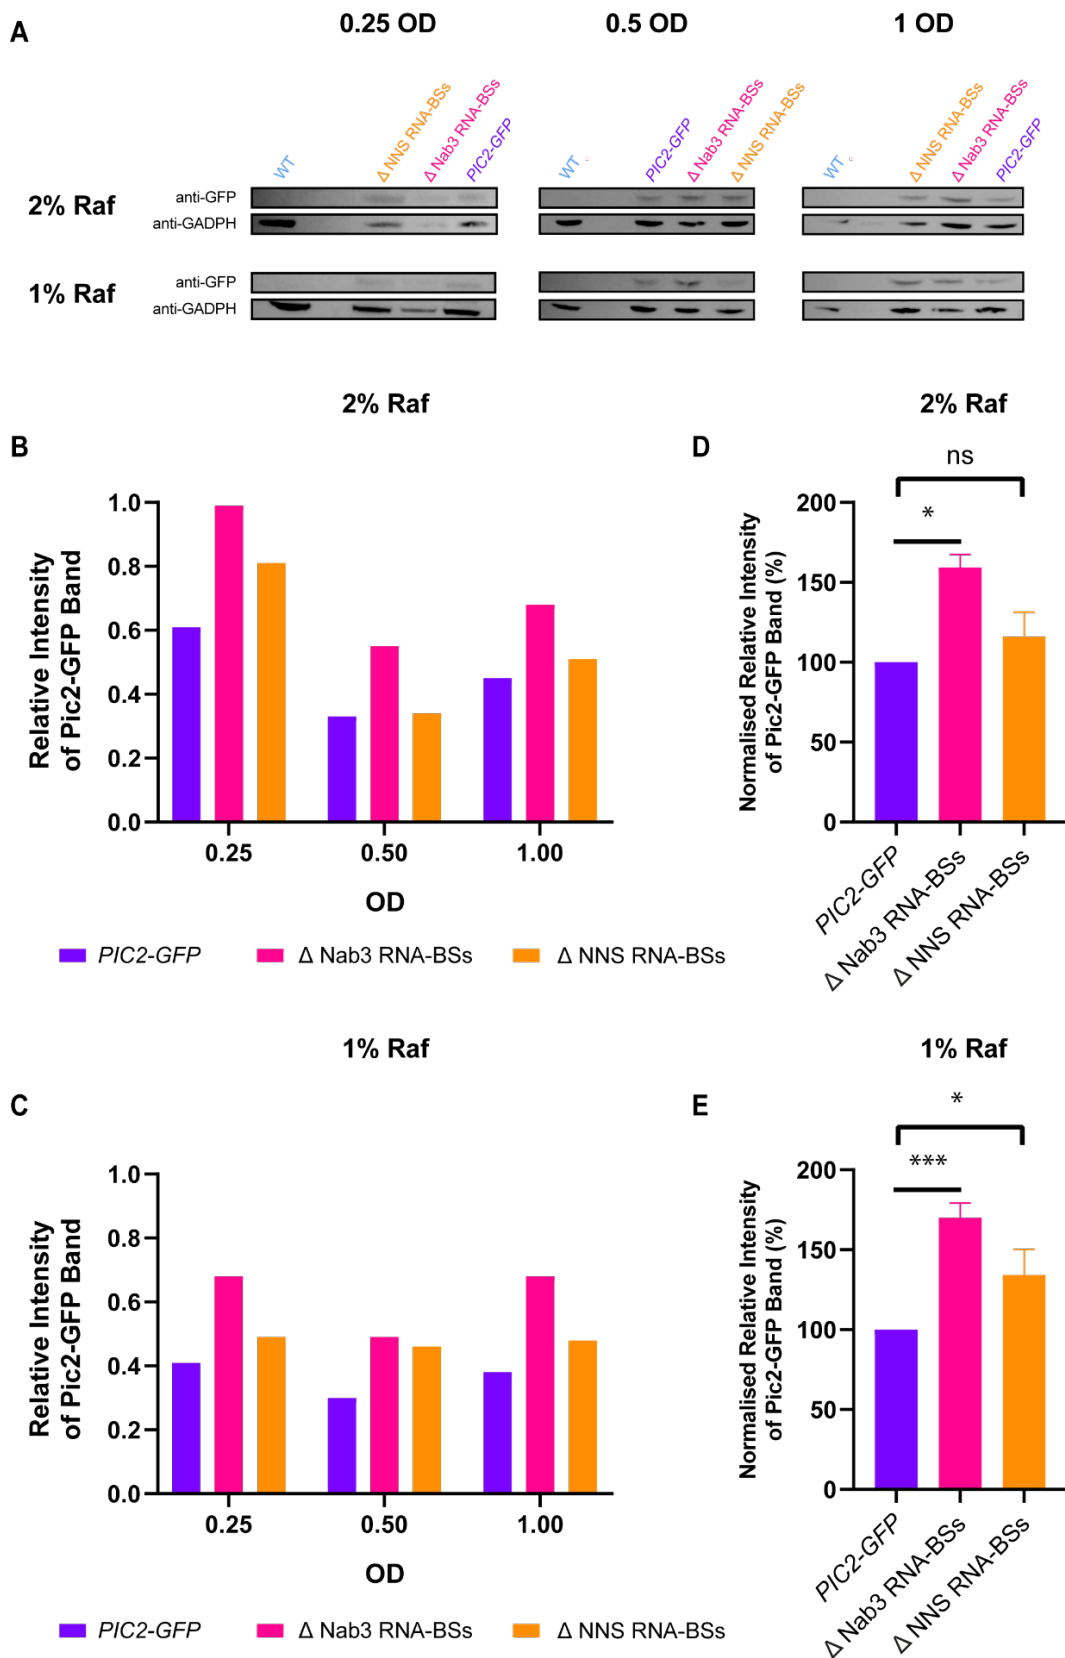 A
0.25 OD 0.5 OD 1 OD
WT Δ NNS RNA-BSs Δ Nab3 RNA-BSs PIC2-GFP WT PIC2-GFP Δ Nab3 RNA-BSs Δ NNS RNA-BSs WT Δ NNS RNA-BSs Δ Nab3 RNA-BSs PIC2-GFP
2% Raf
anti-GFP
anti-GADPH
1% Raf
anti-GFP
anti-GADPH
2% Raf
B
Relative Intensity
of Pic2-GFP Band
1.0
0.8
0.6
0.4
0.2
0.0
0.25 0.50 1.00
OD
PIC2-GFP Δ Nab3 RNA-BSs Δ NNS RNA-BSs
2% Raf
D
ns
*
Normalised Relative Intensity
of Pic2-GFP Band (%)
200
150
100
50
0
PIC2-GFP
Δ Nab3 RNA-BSs
Δ NNS RNA-BSs
1% Raf
C
Relative Intensity
of Pic2-GFP Band
1.0
0.8
0.6
0.4
0.2
0.0
0.25 0.50 1.00
OD
PIC2-GFP Δ Nab3 RNA-BSs Δ NNS RNA-BSs
1% Raf
E
*
***
Normalised Relative Intensity
of Pic2-GFP Band (%)
200
150
100
50
0
PIC2-GFP
Δ Nab3 RNA-BSs
Δ NNS RNA-BSs